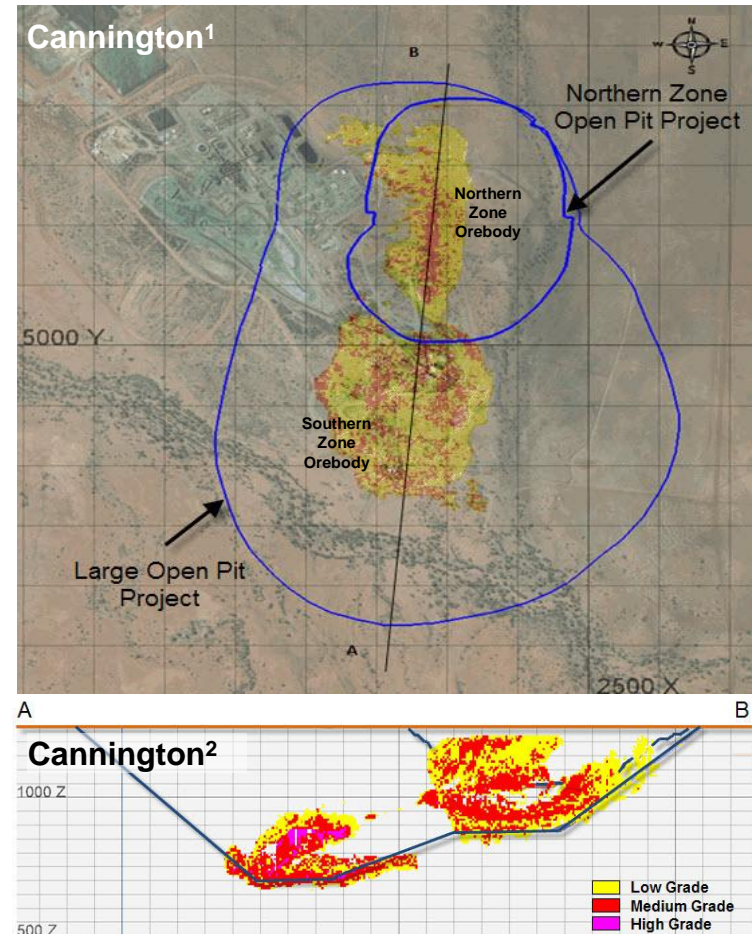 Cannington1
N
W E
S
B
Northern Zone
Open Pit Project
Northern
Zone
Orebody
5000 Y
Southern
Zone
Orebody
Large Open Pit
Project
A
2500 X
A B
Cannington2
1000 Z
Low Grade
Medium Grade
High Grade
500 Z